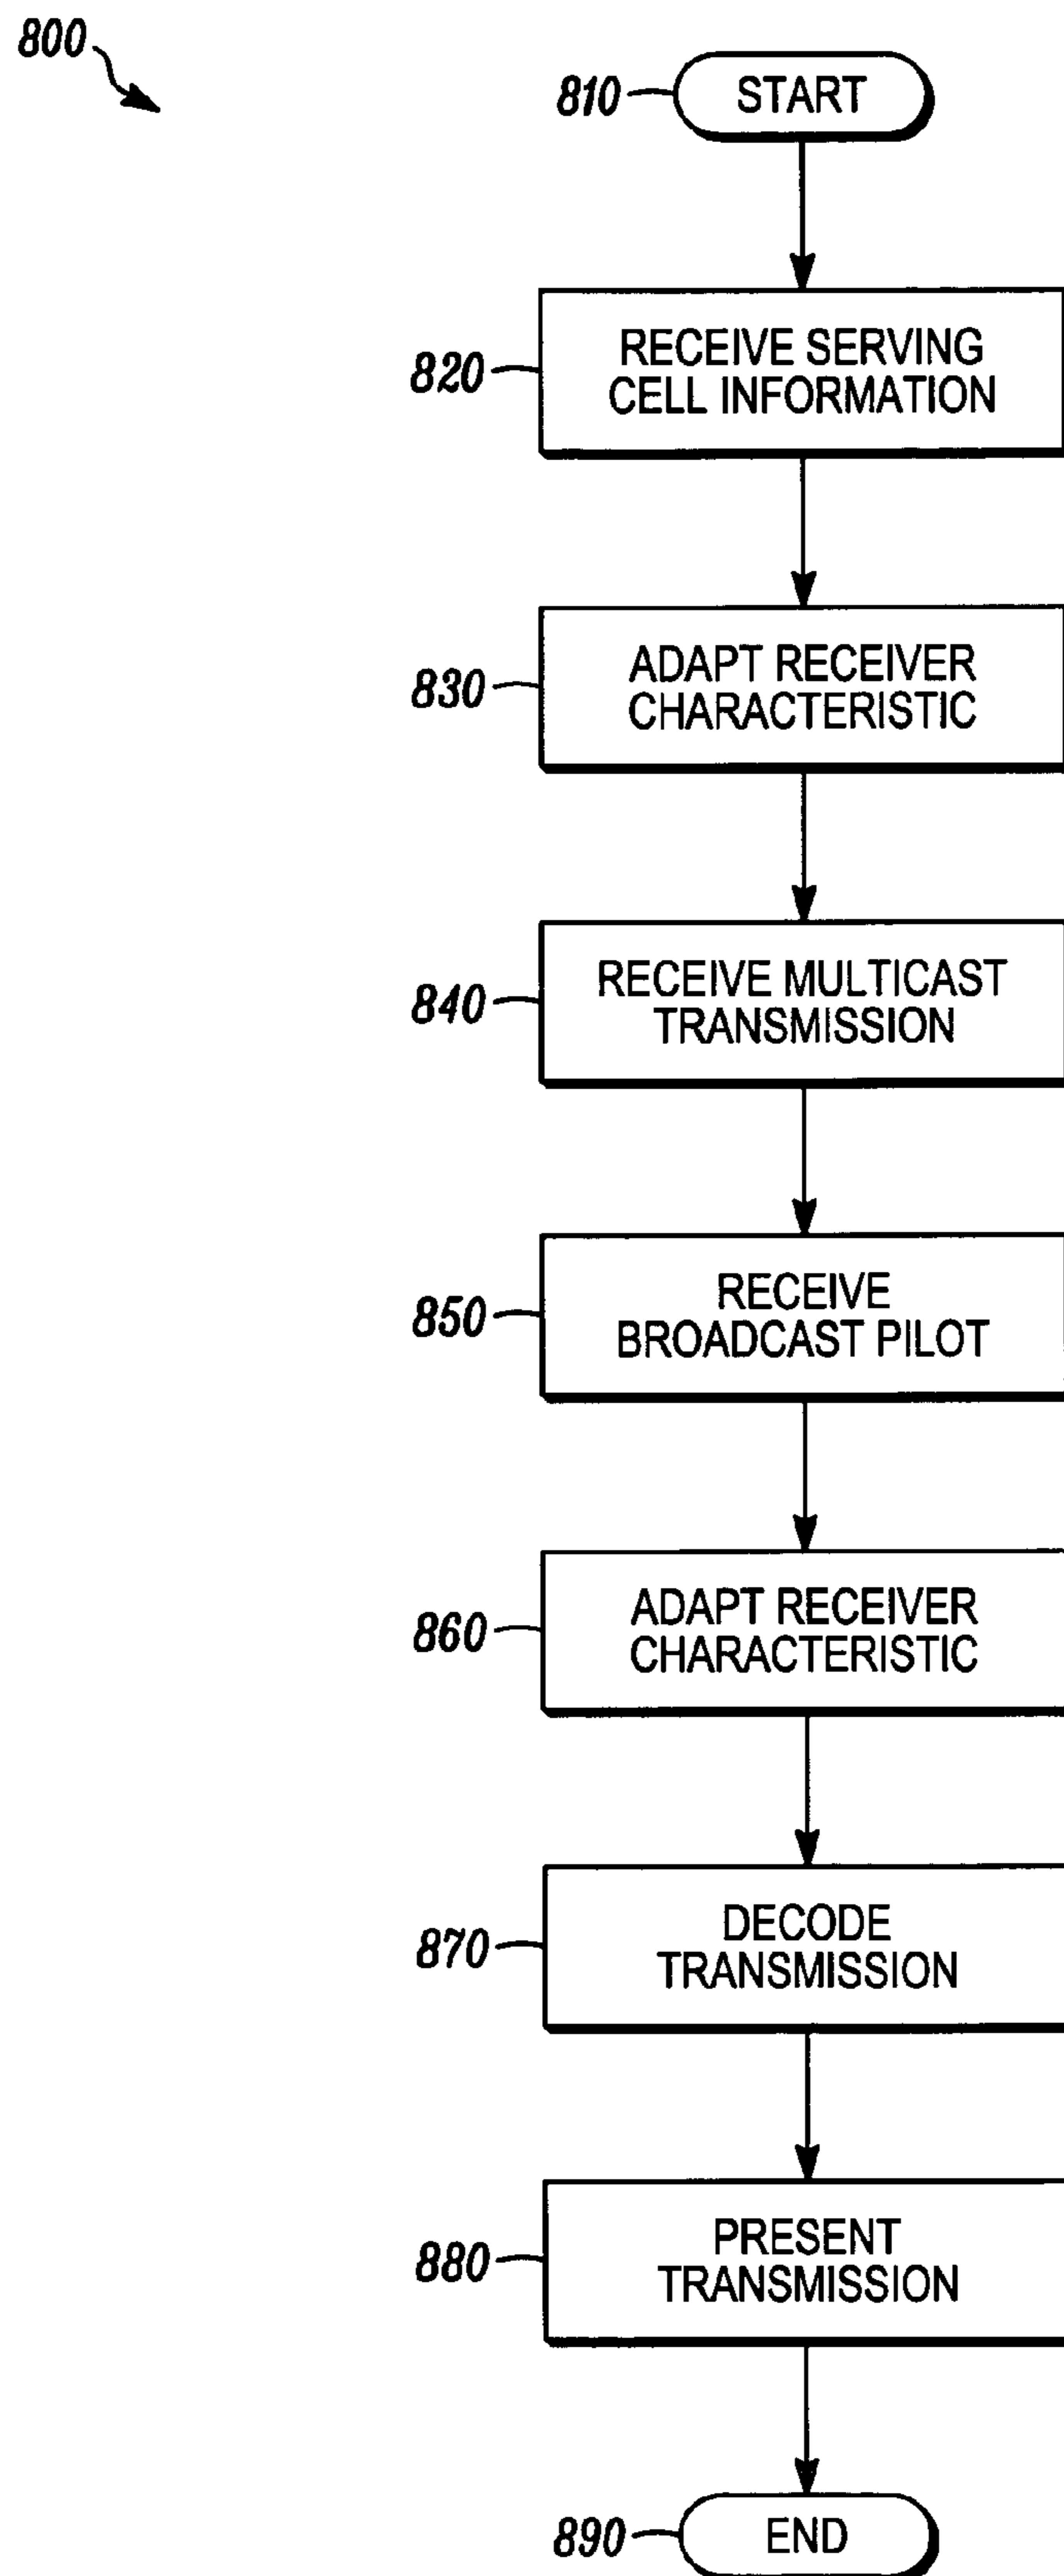 800
810
START
820
RECEIVE SERVING
CELL INFORMATION
830
ADAPT RECEIVER
CHARACTERISTIC
840
RECEIVE MULTICAST
TRANSMISSION
850
RECEIVE
BROADCAST PILOT
860
ADAPT RECEIVER
CHARACTERISTIC
870
DECODE
TRANSMISSION
880
PRESENT
TRANSMISSION
890
END